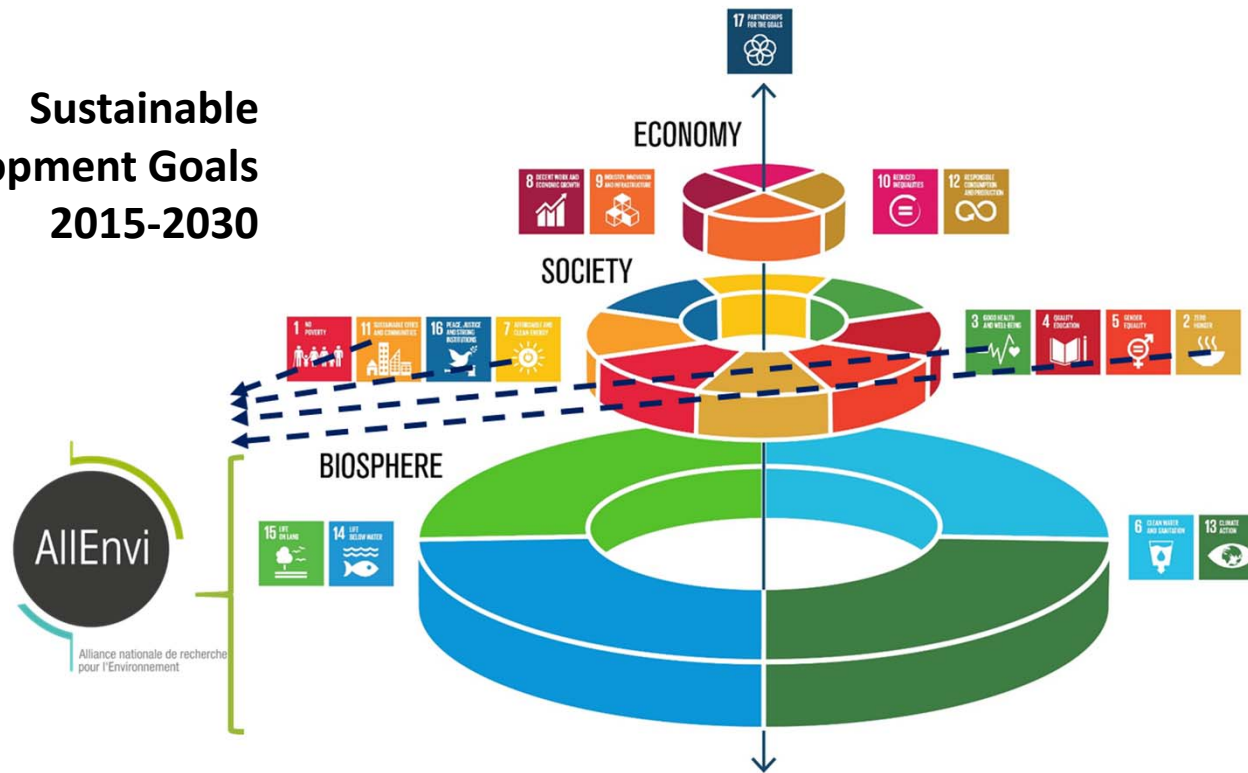 Sustainable
opment Goals
2015-2030
17 PARTNERSHIPS
FOR THE GOALS
ECONOMY
8 DECENT WORK AND
ECONOMIC GROWTH
9 INDUSTRY, INNOVATION
AND INFRASTRUCTURE
10 REDUCED
INEQUALITIES
12 RESPONSIBLE
CONSUMPTION
AND PRODUCTION
SOCIETY
1 NO
POVERTY
11 SUSTAINABLE CITIES
AND COMMUNITIES
16 PEACE, JUSTICE
AND STRONG
INSTITUTIONS
7 AFFORDABLE AND
CLEAN ENERGY
3 GOOD HEALTH
AND WELL-BEING
4 QUALITY
EDUCATION
5 GENDER
EQUALITY
2 ZERO
HUNGER
BIOSPHERE
15 LIFE
ON LAND
14 LIFE
BELOW WATER
6 CLEAN WATER
AND SANITATION
13 CLIMATE
ACTION
AllEnvi
Alliance nationale de recherche
pour l'Environnement